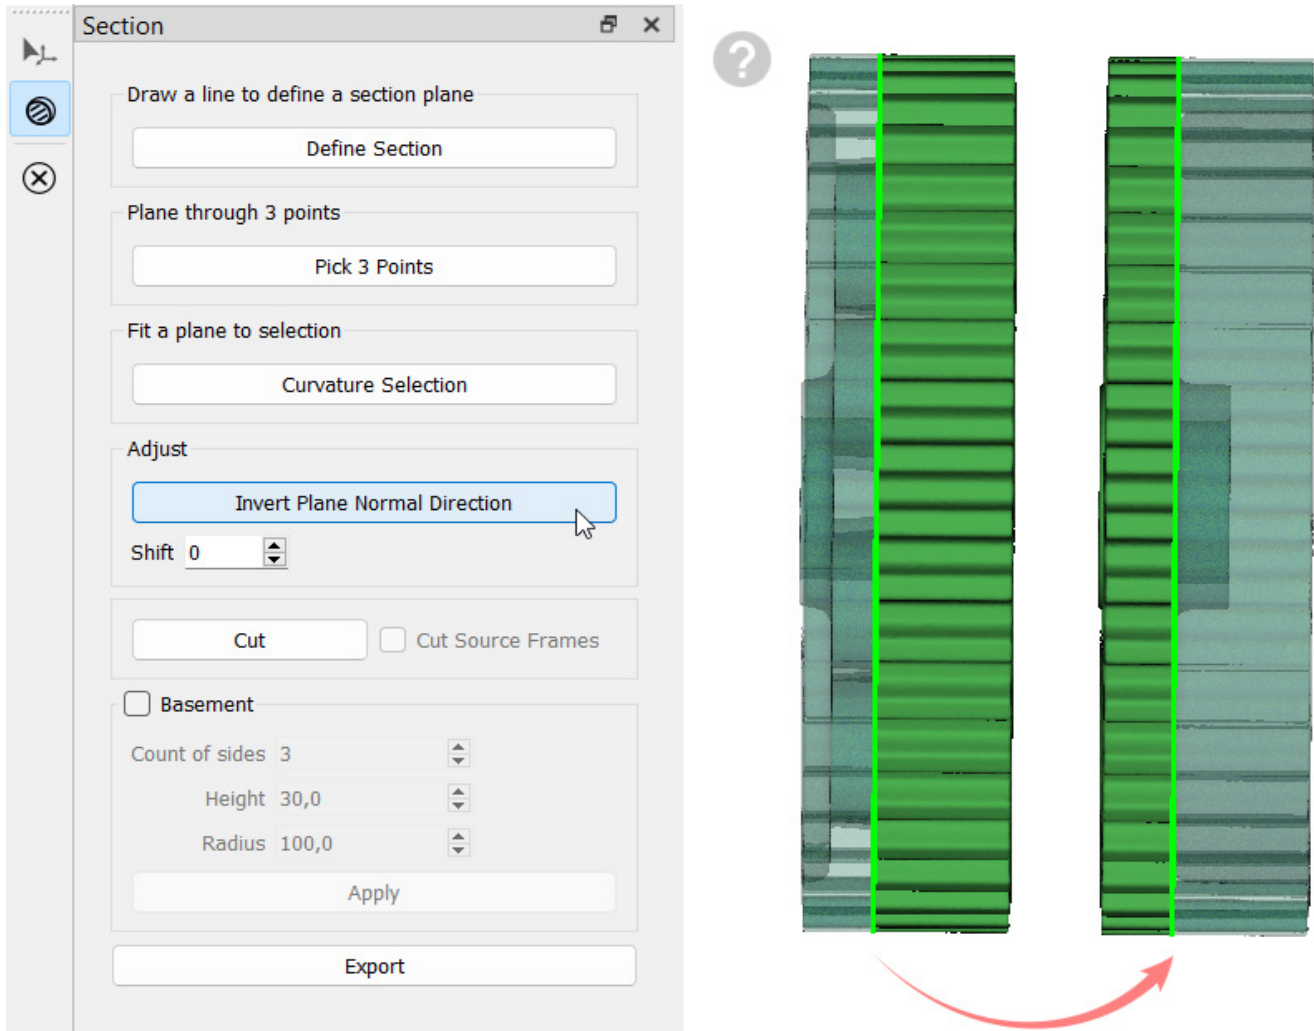 Section
Draw a line to define a section plane
Define Section
Plane through 3 points
Pick 3 Points
Fit a plane to selection
Curvature Selection
Adjust
Invert Plane Normal Direction
Shift 0
Cut Cut Source Frames
Basement
Count of sides 3
Height 30,0
Radius 100,0
Apply
Export
?